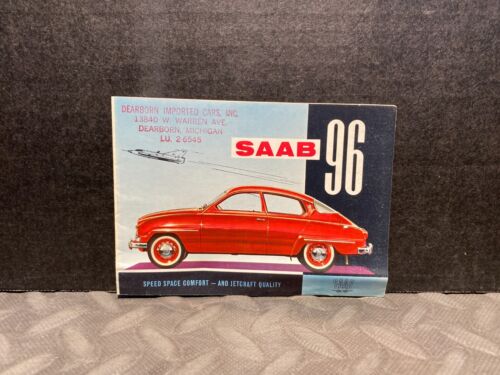 DEARBORN IMPORTED CARS, INC.
13840 W. WARREN AVE.
DEARBORN, MICHIGAN
LU. 2-6545
SAAB
96
SPEED SPACE COMFORT — AND JETCRAFT QUALITY
SAAB